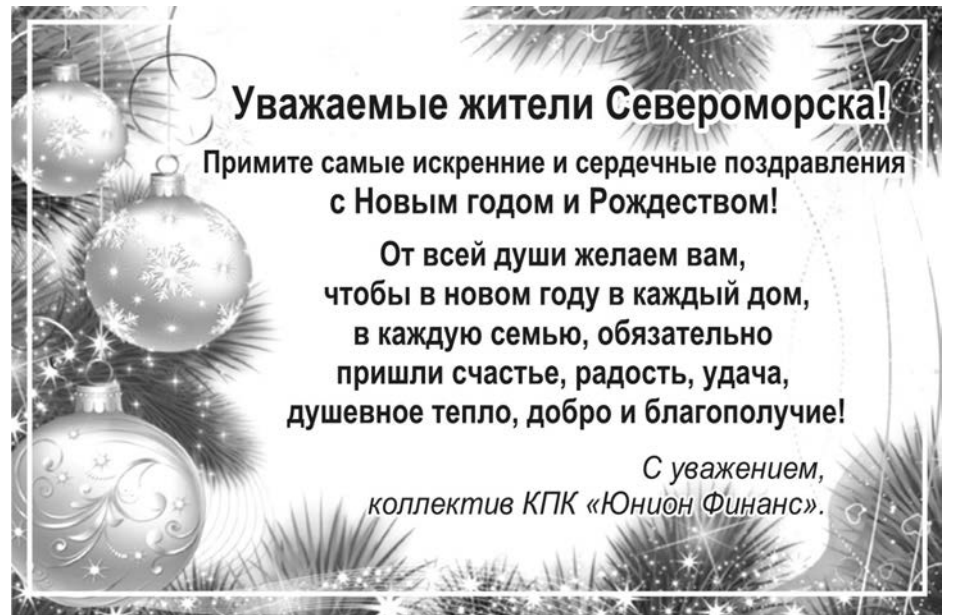 Уважаемые жители Североморска!
Примите самые искренние и сердечные поздравления
с Новым годом и Рождеством!
От всей души желаем вам,
чтобы в новом году в каждый дом,
в каждую семью, обязательно
пришли счастье, радость, удача,
душевное тепло, добро и благополучие!
С уважением,
коллектив КПК «Юнион Финанс».